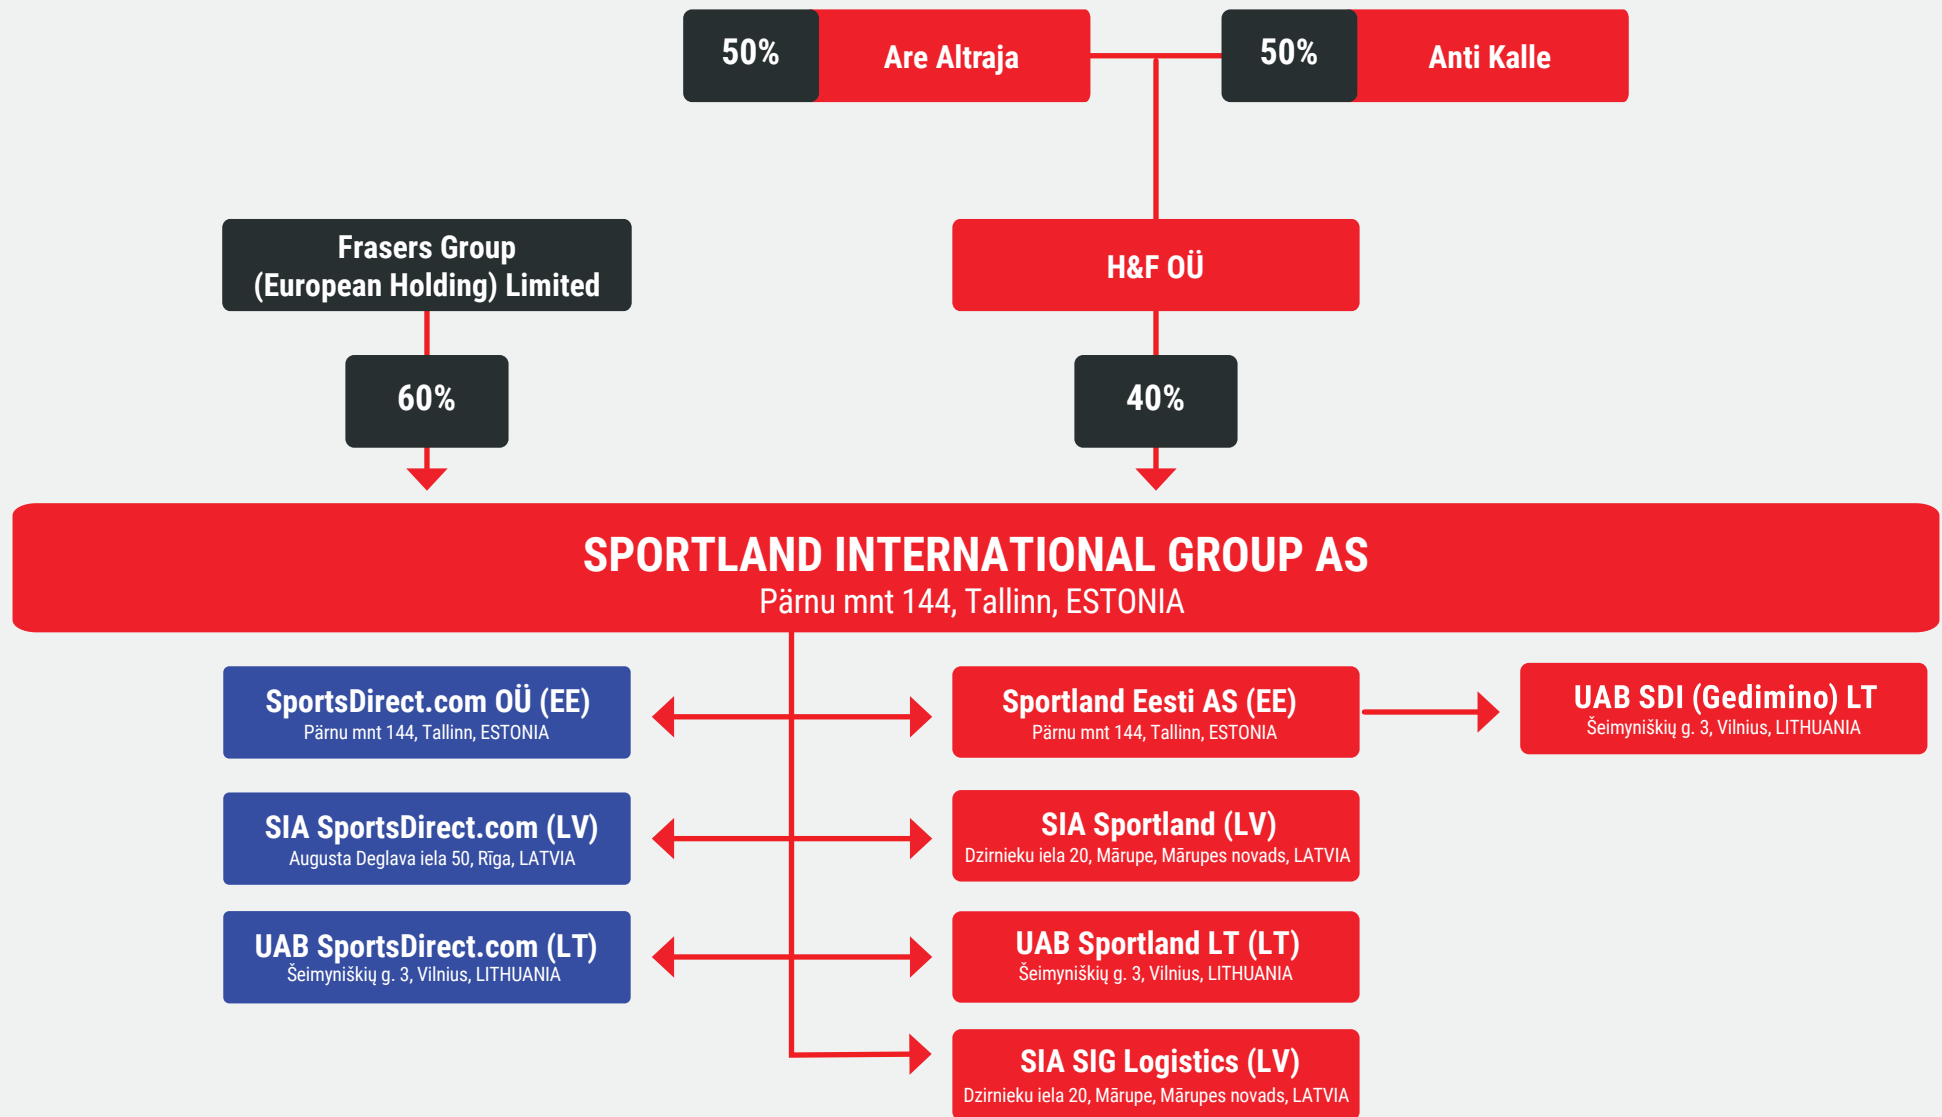 50%
Are Altraja
50%
Anti Kalle
Frasers Group
(European Holding) Limited
H&F OÜ
60%
40%
SPORTLAND INTERNATIONAL GROUP AS
Pärnu mnt 144, Tallinn, ESTONIA
SportsDirect.com OÜ (EE)
Pärnu mnt 144, Tallinn, ESTONIA
Sportland Eesti AS (EE)
Pärnu mnt 144, Tallinn, ESTONIA
UAB SDI (Gedimino) LT
Šeimyniškių g. 3, Vilnius, LITHUANIA
SIA SportsDirect.com (LV)
Augusta Deglava iela 50, Rīga, LATVIA
SIA Sportland (LV)
Dzirnieku iela 20, Mārupe, Mārupes novads, LATVIA
UAB SportsDirect.com (LT)
Šeimyniškių g. 3, Vilnius, LITHUANIA
UAB Sportland LT (LT)
Šeimyniškių g. 3, Vilnius, LITHUANIA
SIA SIG Logistics (LV)
Dzirnieku iela 20, Mārupe, Mārupes novads, LATVIA